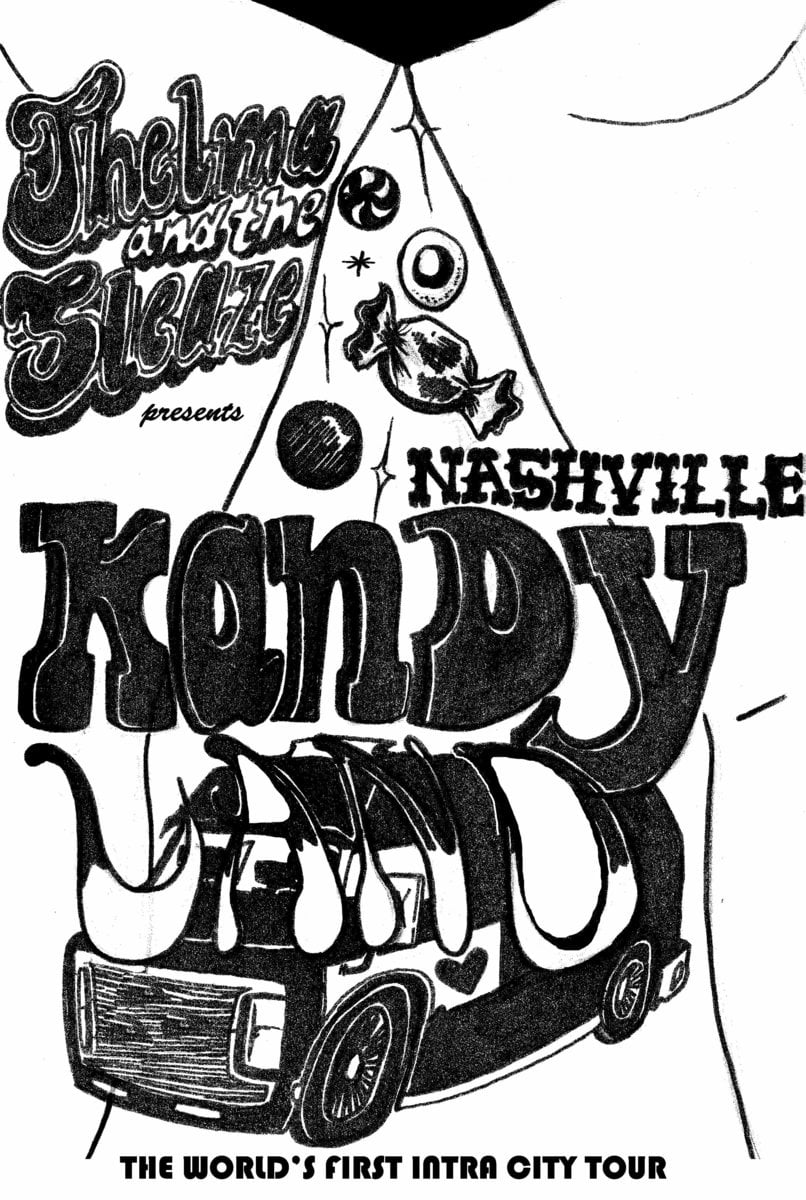 Thelma
and the
Sleaze
presents
NASHVILLE
KanDy
LAND
THE WORLD'S FIRST INTRA CITY TOUR